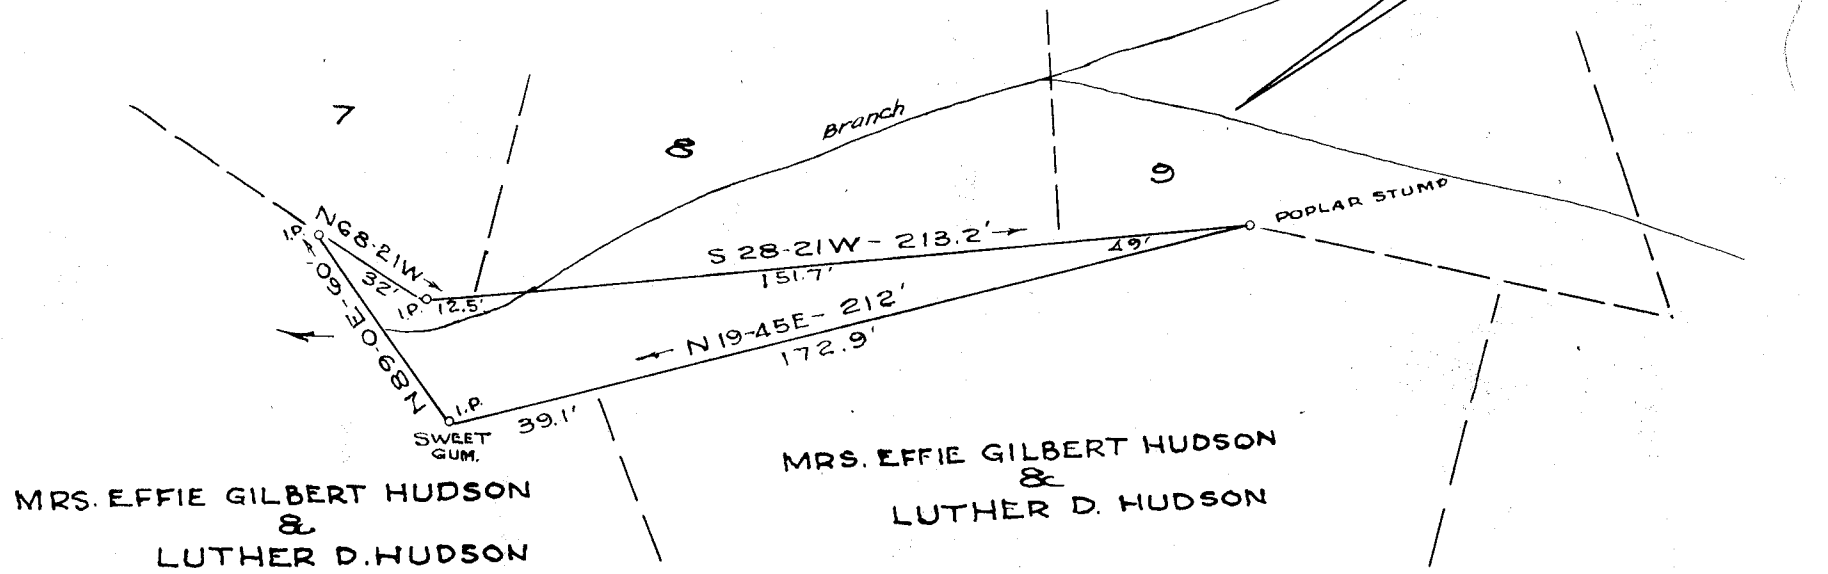 7
8
Branch
9
POPLAR STUMP
I.P.
N68-21W
32'
I.P.
12.5'
S 28-21W - 213.2'
151.7'
49'
N89-0E-60-
N19-45E - 212'
172.9'
39.1'
I.P.
SWEET
GUM.
MRS. EFFIE GILBERT HUDSON
&
LUTHER D. HUDSON
MRS. EFFIE GILBERT HUDSON
&
LUTHER D. HUDSON